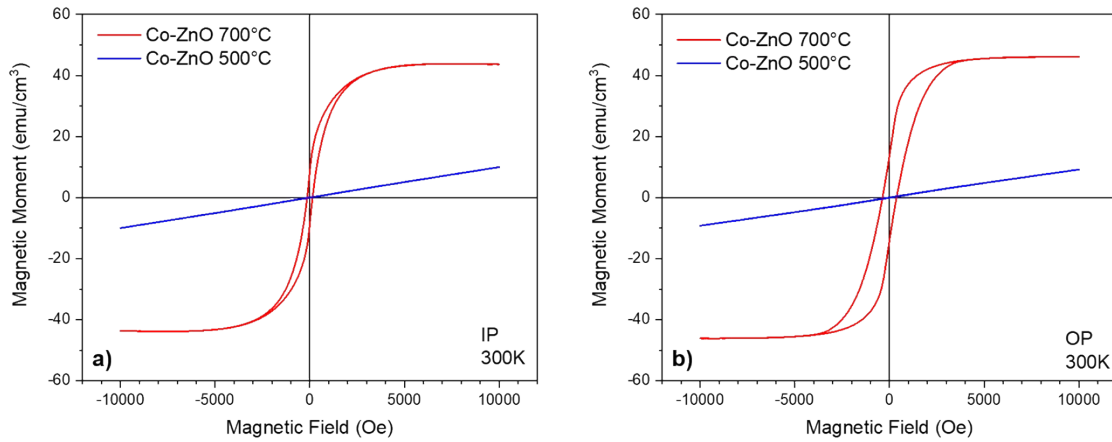 60
40
20
0
-20
-40
-60
Magnetic Moment (emu/cm³)
Co-ZnO 700°C
Co-ZnO 500°C
a)
IP
300K
-10000 -5000 0 5000 10000
Magnetic Field (Oe)
60
40
20
0
-20
-40
-60
Magnetic Moment (emu/cm³)
Co-ZnO 700°C
Co-ZnO 500°C
b)
OP
300K
-10000 -5000 0 5000 10000
Magnetic Field (Oe)